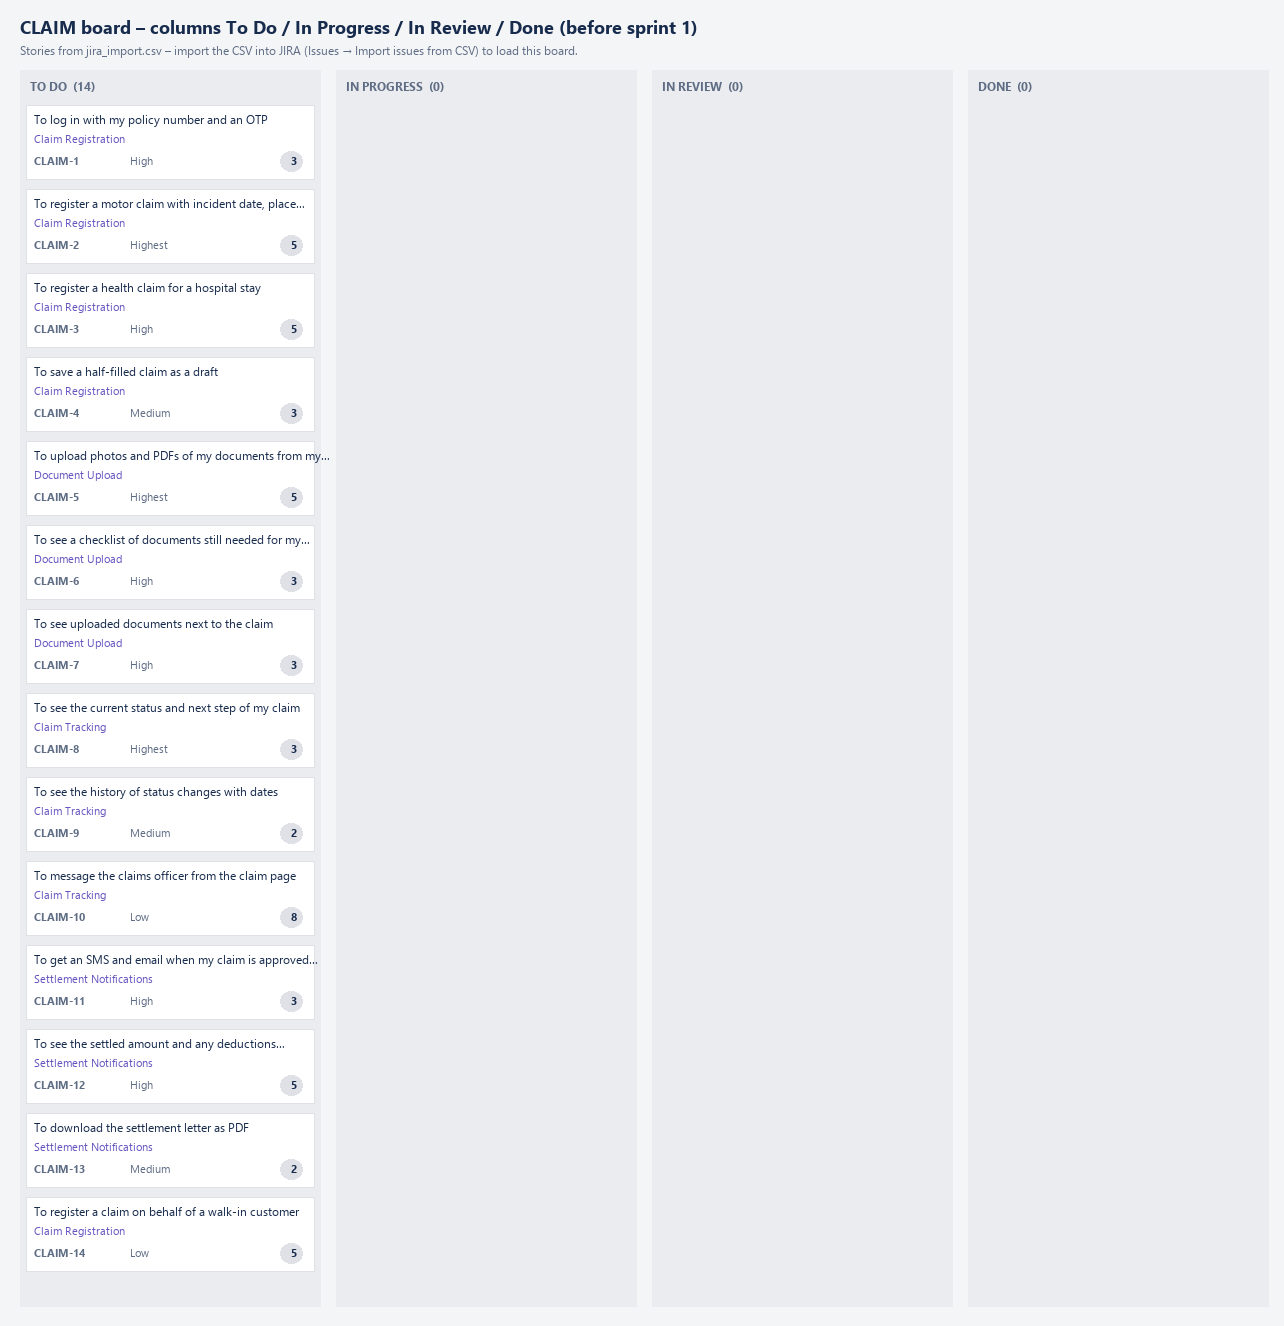 CLAIM board – columns To Do / In Progress / In Review / Done (before sprint 1)
Stories from jira_import.csv – import the CSV into JIRA (Issues → Import issues from CSV) to load this board.
TO DO (14)
IN PROGRESS (0)
IN REVIEW (0)
DONE (0)
To log in with my policy number and an OTP
Claim Registration
CLAIM-1 High 3
To register a motor claim with incident date, place...
Claim Registration
CLAIM-2 Highest 5
To register a health claim for a hospital stay
Claim Registration
CLAIM-3 High 5
To save a half-filled claim as a draft
Claim Registration
CLAIM-4 Medium 3
To upload photos and PDFs of my documents from my...
Document Upload
CLAIM-5 Highest 5
To see a checklist of documents still needed for my...
Document Upload
CLAIM-6 High 3
To see uploaded documents next to the claim
Document Upload
CLAIM-7 High 3
To see the current status and next step of my claim
Claim Tracking
CLAIM-8 Highest 3
To see the history of status changes with dates
Claim Tracking
CLAIM-9 Medium 2
To message the claims officer from the claim page
Claim Tracking
CLAIM-10 Low 8
To get an SMS and email when my claim is approved...
Settlement Notifications
CLAIM-11 High 3
To see the settled amount and any deductions...
Settlement Notifications
CLAIM-12 High 5
To download the settlement letter as PDF
Settlement Notifications
CLAIM-13 Medium 2
To register a claim on behalf of a walk-in customer
Claim Registration
CLAIM-14 Low 5